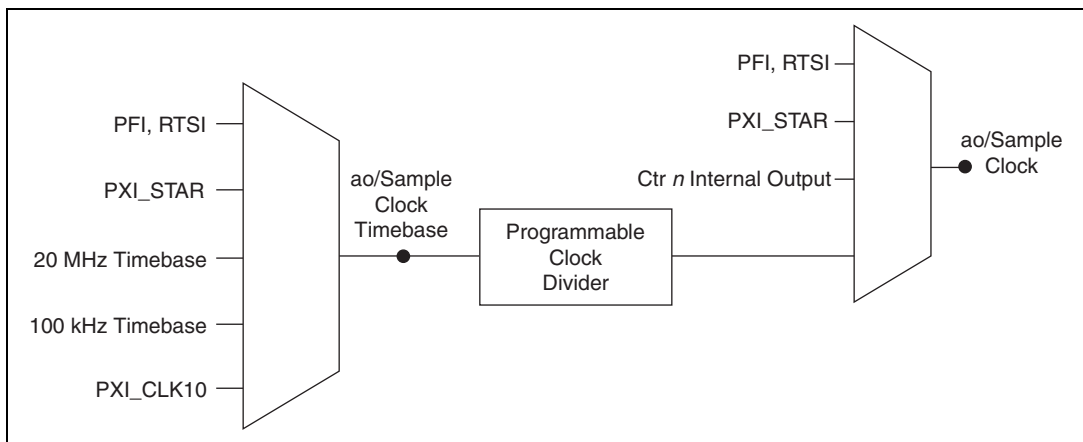 PFI, RTSI
PXI_STAR
20 MHz Timebase
100 kHz Timebase
PXI_CLK10
ao/Sample
Clock
Timebase
Programmable
Clock
Divider
PFI, RTSI
PXI_STAR
Ctr n Internal Output
ao/Sample
Clock